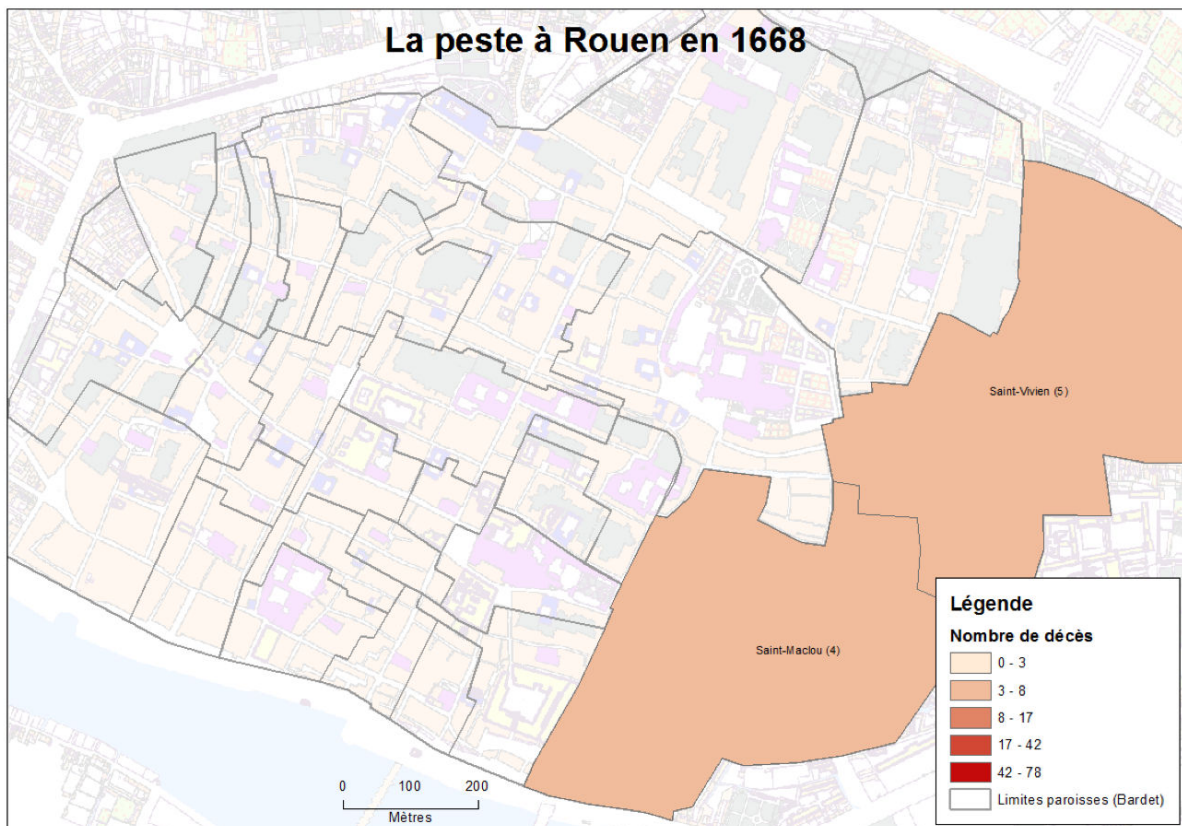 La peste à Rouen en 1668
Saint-Vivien (5)
Saint-Maclou (4)
Légende
Nombre de décès
0 - 3
3 - 8
8 - 17
17 - 42
42 - 78
Limites paroisses (Bardet)
0 100 200
Mètres